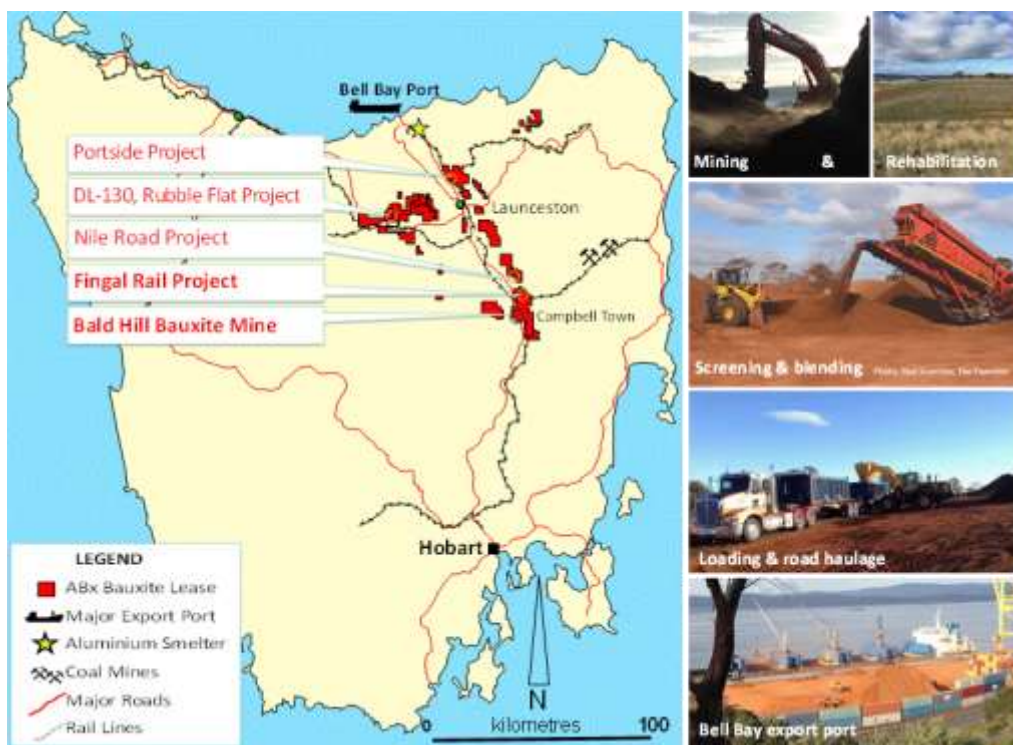 Bell Bay Port
Portside Project
DL-130, Rubble Flat Project
Nile Road Project
Fingal Rail Project
Bald Hill Bauxite Mine
Launceston
Campbell Town
Hobart
LEGEND
ABx Bauxite Lease
Major Export Port
Aluminium Smelter
Coal Mines
Major Roads
Rail Lines
N
0 kilometres 100
Mining & Rehabilitation
Screening & blending
Loading & road haulage
Bell Bay export port